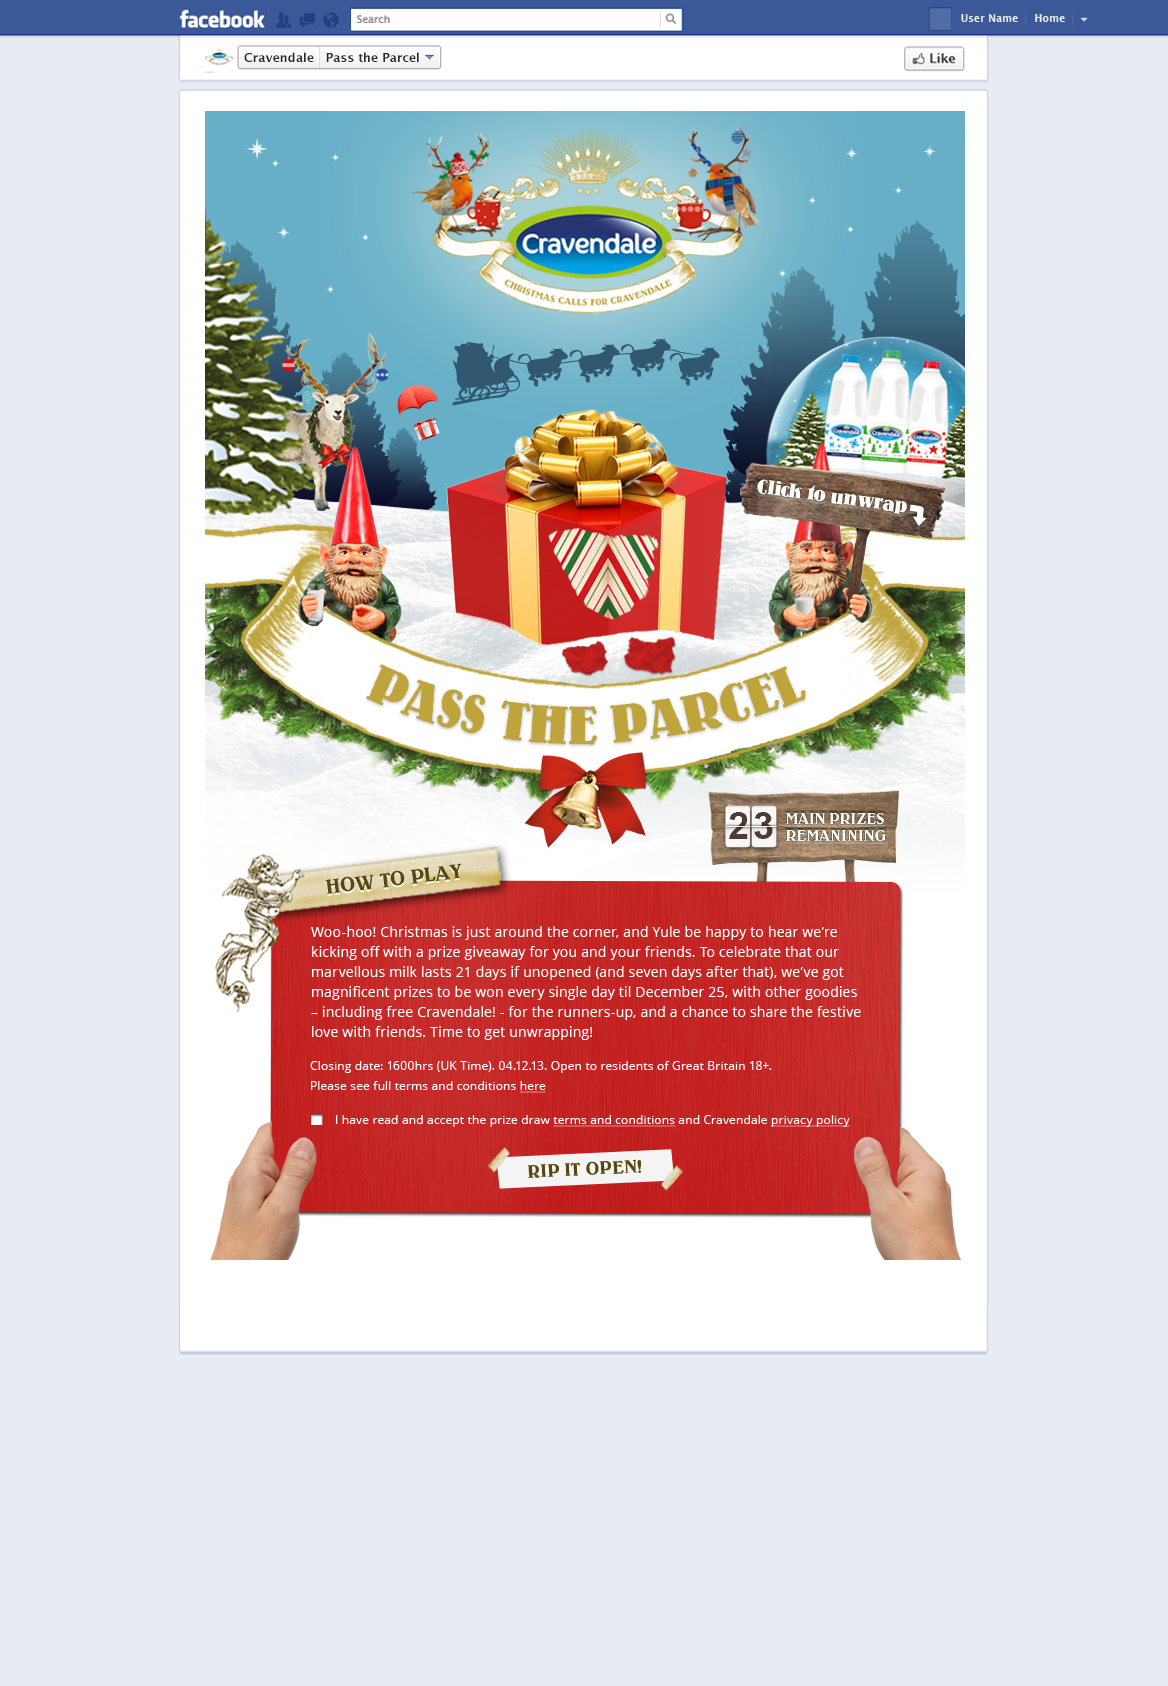 facebook
Search
User Name
Home
Cravendale
Pass the Parcel
Like
Cravendale
CHRISTMAS CALLS FOR CRAVENDALE
Cravendale
Cravendale
Cravendale
Click to unwrap
PASS THE PARCEL
23
MAIN PRIZES
REMANINING
HOW TO PLAY
Woo-hoo! Christmas is just around the corner, and Yule be happy to hear we’re
kicking off with a prize giveaway for you and your friends. To celebrate that our
marvellous milk lasts 21 days if unopened (and seven days after that), we’ve got
magnificent prizes to be won every single day til December 25, with other goodies
– including free Cravendale! - for the runners-up, and a chance to share the festive
love with friends. Time to get unwrapping!
Closing date: 1600hrs (UK Time). 04.12.13. Open to residents of Great Britain 18+.
Please see full terms and conditions here
I have read and accept the prize draw terms and conditions and Cravendale privacy policy
RIP IT OPEN!